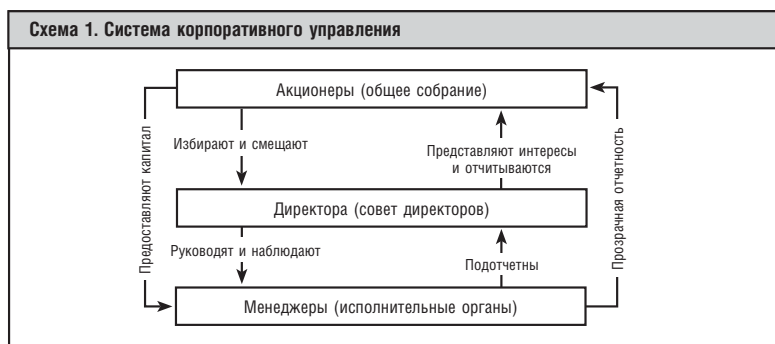 Схема 1. Система корпоративного управления
Акционеры (общее собрание)
Предоставляют капитал
Избирают и смещают
Представляют интересы
и отчитываются
Прозрачная отчетность
Директора (совет директоров)
Руководят и наблюдают
Подотчетны
Менеджеры (исполнительные органы)